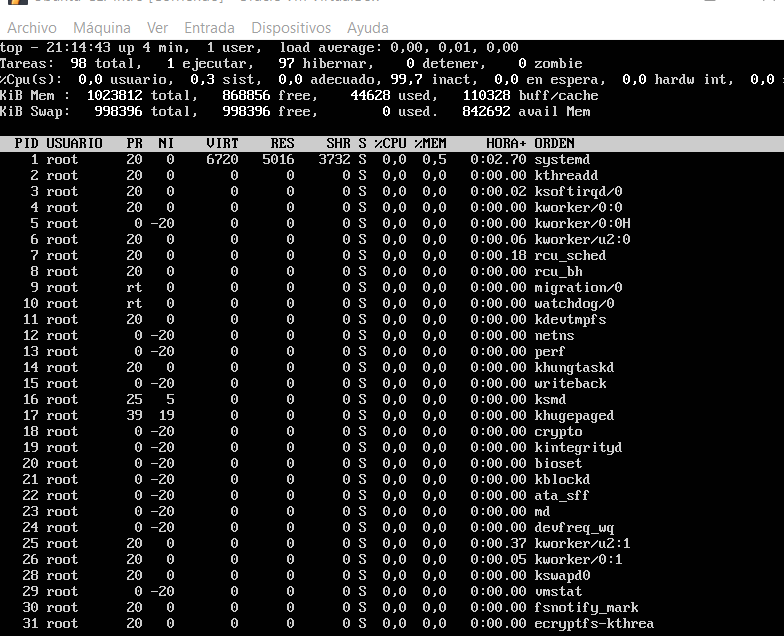 Archivo Máquina Ver Entrada Dispositivos Ayuda
top - 21:14:43 up 4 min, 1 user, load average: 0,00, 0,01, 0,00
Tareas: 98 total, 1 ejecutar, 97 hibernar, 0 detener, 0 zombie
%Cpu(s): 0,0 usuario, 0,3 sist, 0,0 adecuado, 99,7 inact, 0,0 en espera, 0,0 hardw int, 0,0
KiB Mem : 1023812 total, 868856 free, 44628 used, 110328 buff/cache
KiB Swap: 998396 total, 998396 free, 0 used. 842692 avail Mem
PID USUARIO PR NI VIRT RES SHR S %CPU %MEM HORA+ ORDEN
1 root 20 0 6720 5016 3732 S 0,0 0,5 0:02.70 systemd
2 root 20 0 0 0 0 S 0,0 0,0 0:00.00 kthreadd
3 root 20 0 0 0 0 S 0,0 0,0 0:00.02 ksoftirqd/0
4 root 20 0 0 0 0 S 0,0 0,0 0:00.00 kworker/0:0
5 root 0 -20 0 0 0 S 0,0 0,0 0:00.00 kworker/0:0H
6 root 20 0 0 0 0 S 0,0 0,0 0:00.06 kworker/u2:0
7 root 20 0 0 0 0 S 0,0 0,0 0:00.18 rcu_sched
8 root 20 0 0 0 0 S 0,0 0,0 0:00.00 rcu_bh
9 root rt 0 0 0 0 S 0,0 0,0 0:00.00 migration/0
10 root rt 0 0 0 0 S 0,0 0,0 0:00.00 watchdog/0
11 root 20 0 0 0 0 S 0,0 0,0 0:00.00 kdevtmpfs
12 root 0 -20 0 0 0 S 0,0 0,0 0:00.00 netns
13 root 0 -20 0 0 0 S 0,0 0,0 0:00.00 perf
14 root 20 0 0 0 0 S 0,0 0,0 0:00.00 khungtaskd
15 root 0 -20 0 0 0 S 0,0 0,0 0:00.00 writeback
16 root 25 5 0 0 0 S 0,0 0,0 0:00.00 ksmd
17 root 39 19 0 0 0 S 0,0 0,0 0:00.00 khugepaged
18 root 0 -20 0 0 0 S 0,0 0,0 0:00.00 crypto
19 root 0 -20 0 0 0 S 0,0 0,0 0:00.00 kintegrityd
20 root 0 -20 0 0 0 S 0,0 0,0 0:00.00 bioset
21 root 0 -20 0 0 0 S 0,0 0,0 0:00.00 kblockd
22 root 0 -20 0 0 0 S 0,0 0,0 0:00.00 ata_sff
23 root 0 -20 0 0 0 S 0,0 0,0 0:00.00 md
24 root 0 -20 0 0 0 S 0,0 0,0 0:00.00 devfreq_wq
25 root 20 0 0 0 0 S 0,0 0,0 0:00.37 kworker/u2:1
26 root 20 0 0 0 0 S 0,0 0,0 0:00.05 kworker/0:1
28 root 20 0 0 0 0 S 0,0 0,0 0:00.00 kswapd0
29 root 0 -20 0 0 0 S 0,0 0,0 0:00.00 vmstat
30 root 20 0 0 0 0 S 0,0 0,0 0:00.00 fsnotify_mark
31 root 20 0 0 0 0 S 0,0 0,0 0:00.00 ecryptfs-kthrea